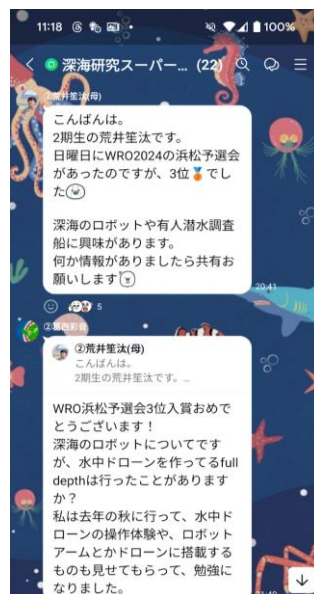 11:18
100%
深海研究スーパー... (22)
①荒井笙汰(母)
こんばんは。
2期生の荒井笙汰です。
日曜日にWRO2024の浜松予選会
があったのですが、3位🥉でし
た
深海のロボットや有人潜水調査
船に興味があります。
何か情報がありましたら共有お
願いします
20:41
5
②葛西彩音
②荒井笙汰(母)
こんばんは。
2期生の荒井笙汰です。...
WRO浜松予選会3位入賞おめで
とうございます！
深海のロボットについてです
が、水中ドローンを作ってるfull
depthは行ったことがあります
か？
私は去年の秋に行って、水中ド
ローンの操作体験や、ロボット
アームとかドローンに搭載する
ものも見せてもらって、勉強に
なりました。